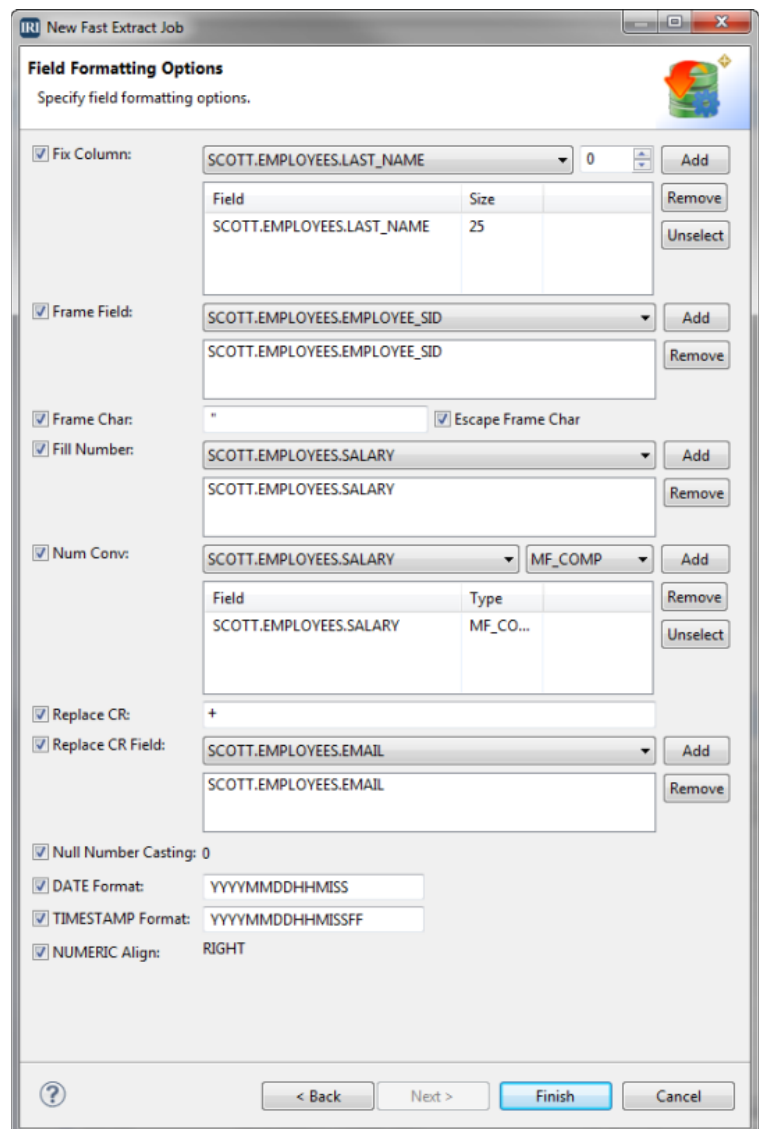 IRI New Fast Extract Job
Field Formatting Options
Specify field formatting options.
Fix Column: SCOTT.EMPLOYEES.LAST_NAME 0 Add
Field Size Remove
SCOTT.EMPLOYEES.LAST_NAME 25 Unselect
Frame Field: SCOTT.EMPLOYEES.EMPLOYEE_SID Add
SCOTT.EMPLOYEES.EMPLOYEE_SID Remove
Frame Char: " Escape Frame Char
Fill Number: SCOTT.EMPLOYEES.SALARY Add
SCOTT.EMPLOYEES.SALARY Remove
Num Conv: SCOTT.EMPLOYEES.SALARY MF_COMP Add
Field Type Remove
SCOTT.EMPLOYEES.SALARY MF_CO... Unselect
Replace CR: +
Replace CR Field: SCOTT.EMPLOYEES.EMAIL Add
SCOTT.EMPLOYEES.EMAIL Remove
Null Number Casting: 0
DATE Format: YYYYMMDDHHMISS
TIMESTAMP Format: YYYYMMDDHHMISSFF
NUMERIC Align: RIGHT
? < Back Next > Finish Cancel